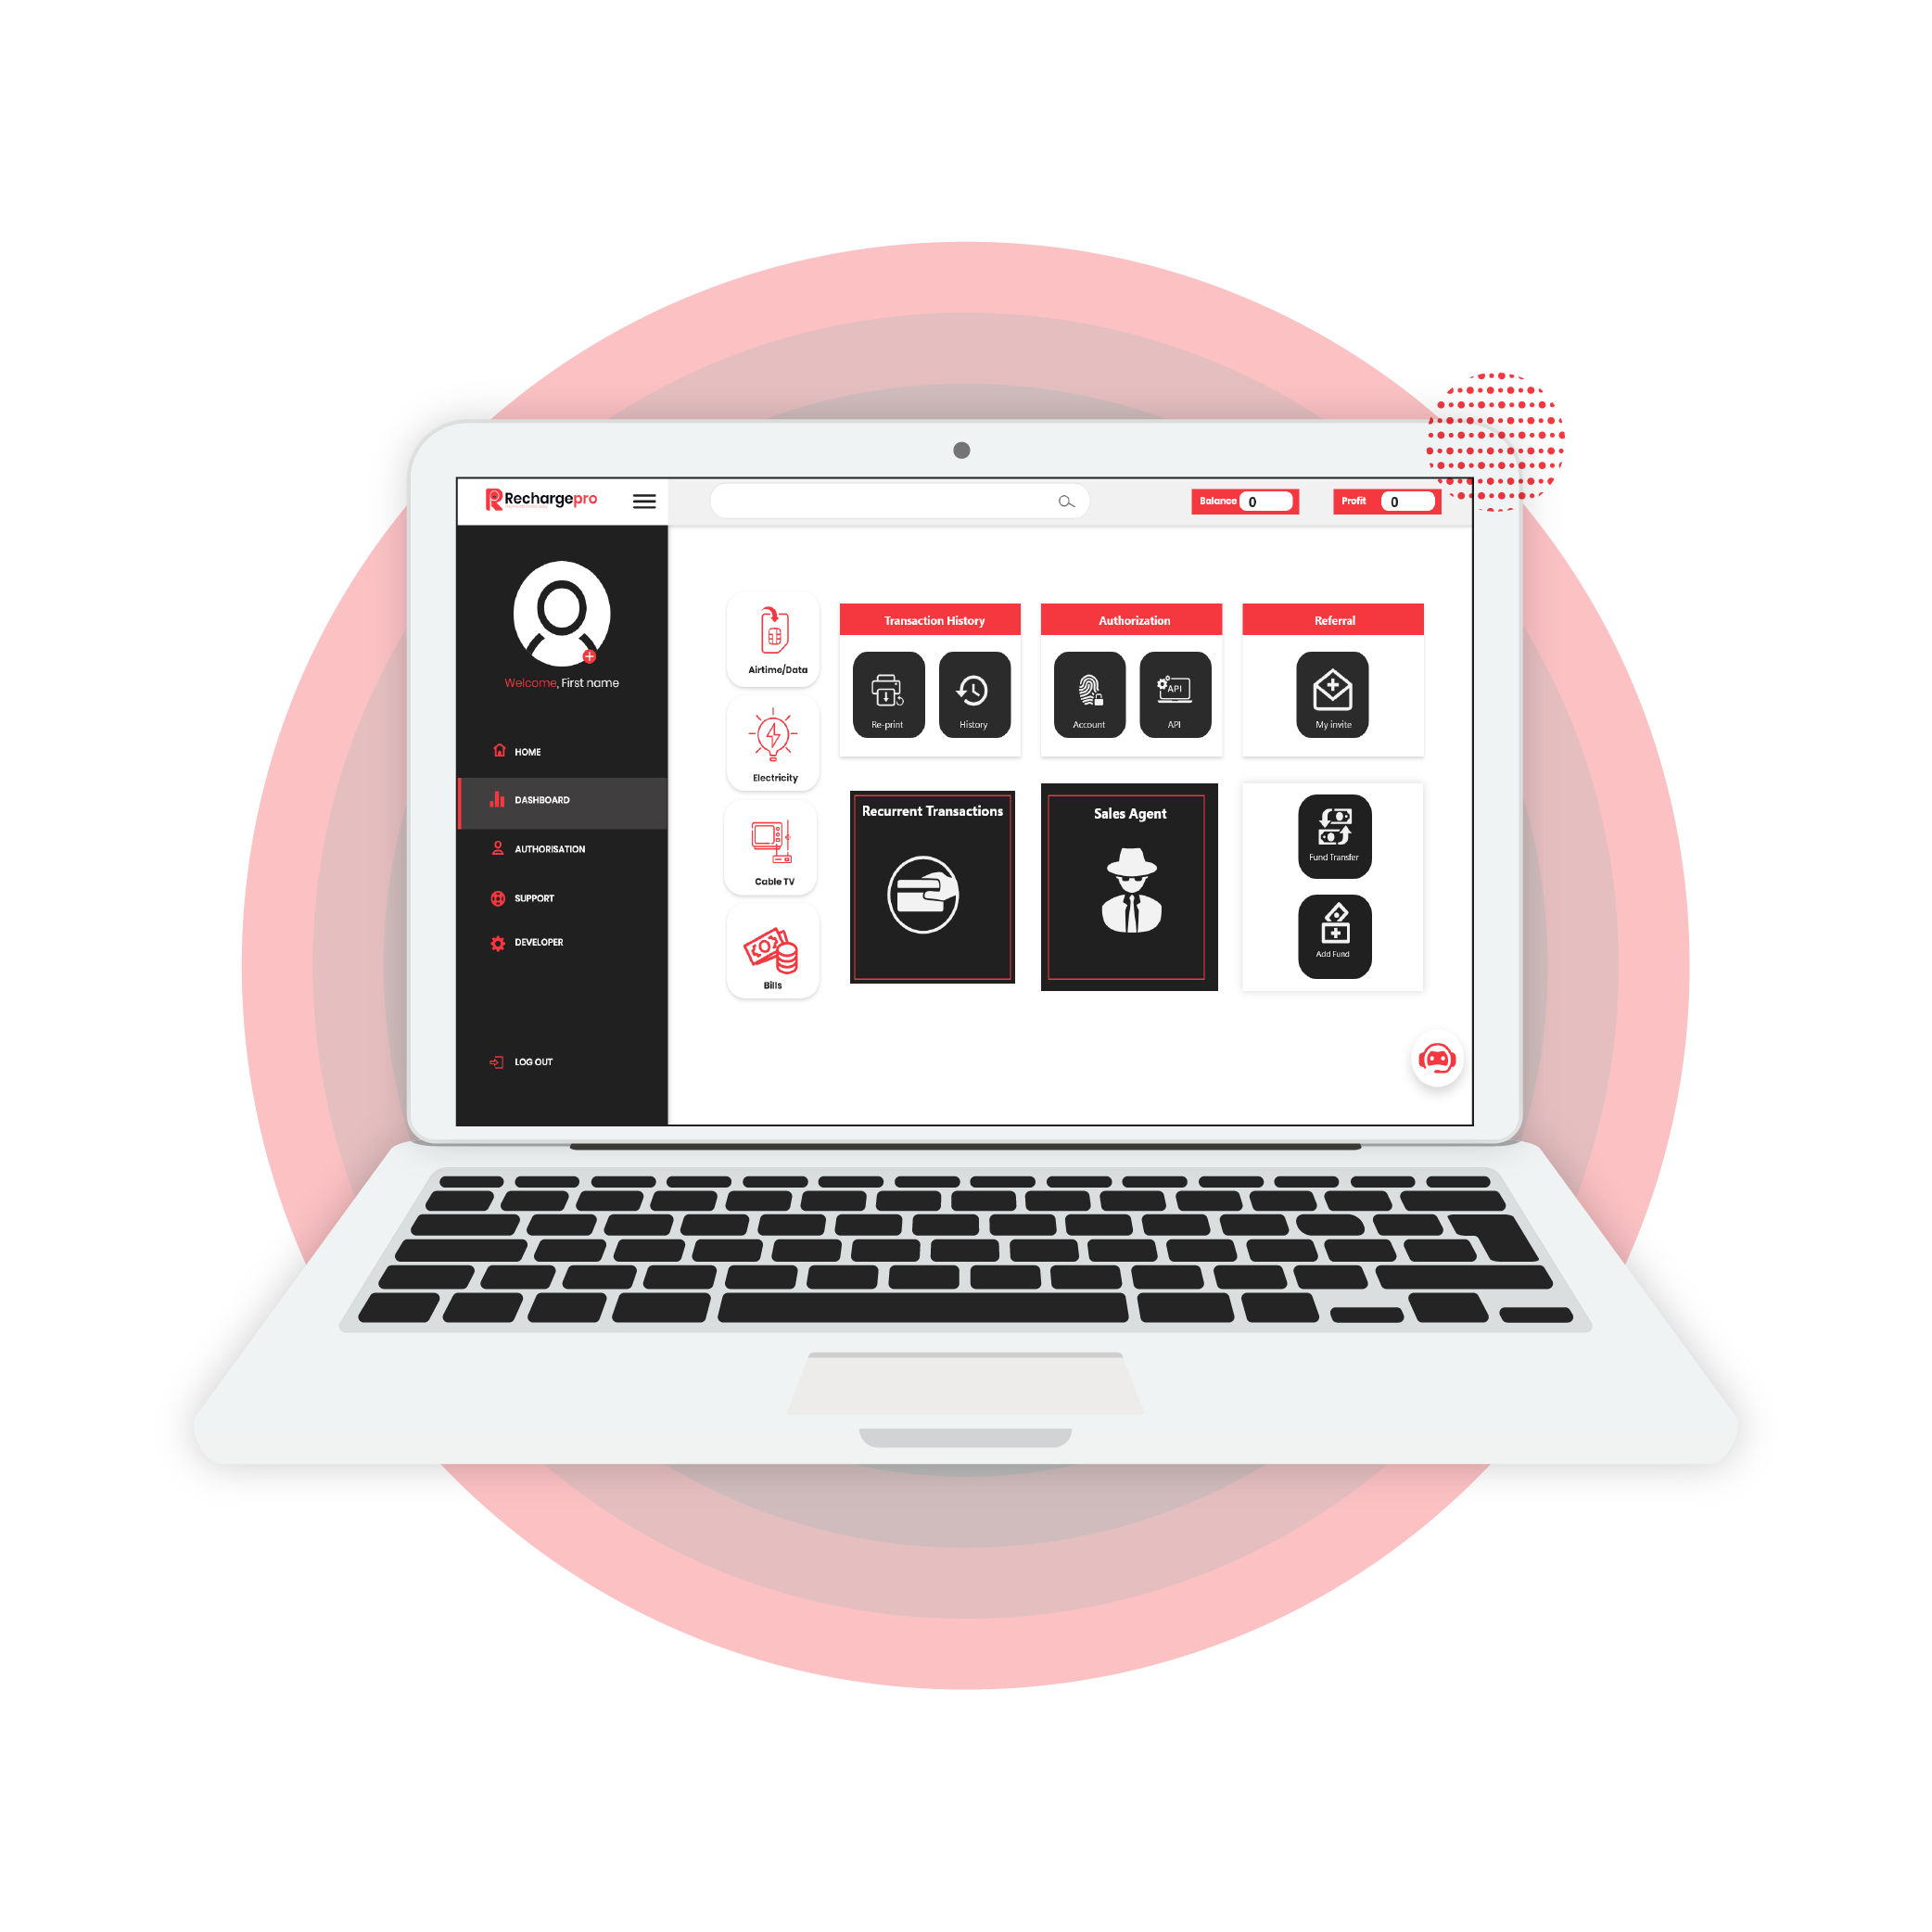 Rechargepro
Balance 0
Profit 0
Welcome, First name
HOME
DASHBOARD
AUTHORISATION
SUPPORT
DEVELOPER
LOG OUT
Airtime/Data
Electricity
Cable TV
Bills
Transaction History
Re-print
History
Authorization
Account
API
API
Referral
My invite
Recurrent Transactions
Sales Agent
Fund Transfer
Add Fund